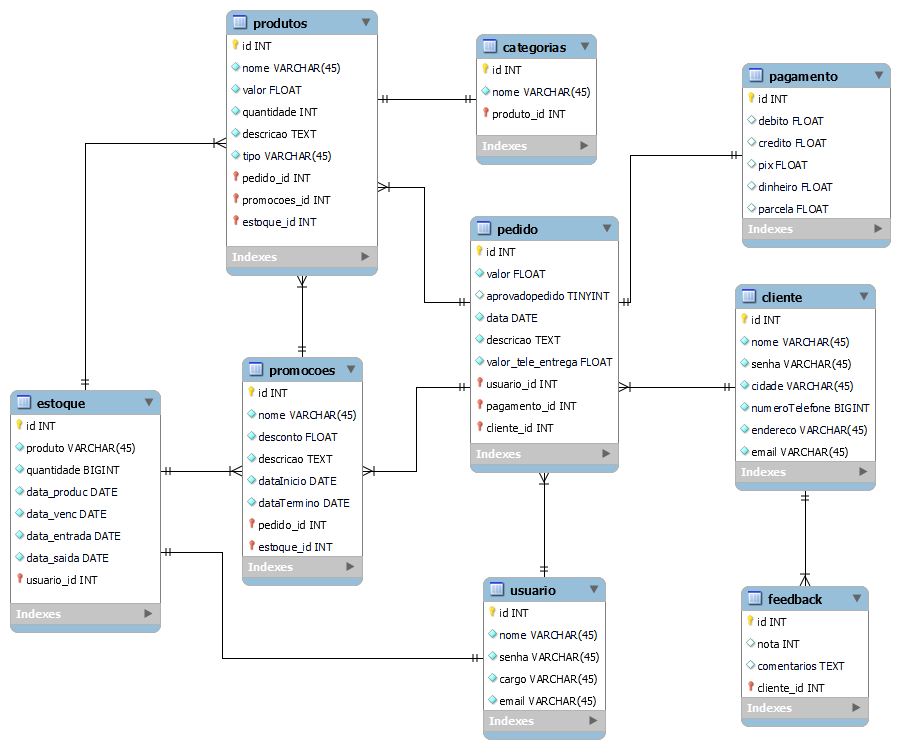 produtos
id INT
nome VARCHAR(45)
valor FLOAT
quantidade INT
descricao TEXT
tipo VARCHAR(45)
pedido_id INT
promocoes_id INT
estoque_id INT
Indexes
categorias
id INT
nome VARCHAR(45)
produto_id INT
Indexes
pagamento
id INT
debito FLOAT
credito FLOAT
pix FLOAT
dinheiro FLOAT
parcela FLOAT
Indexes
pedido
id INT
valor FLOAT
aprovadopedido TINYINT
data DATE
descricao TEXT
valor_tele_entrega FLOAT
usuario_id INT
pagamento_id INT
cliente_id INT
Indexes
cliente
id INT
nome VARCHAR(45)
senha VARCHAR(45)
cidade VARCHAR(45)
numeroTelefone BIGINT
endereco VARCHAR(45)
email VARCHAR(45)
Indexes
promocoes
id INT
nome VARCHAR(45)
desconto FLOAT
descricao TEXT
dataInicio DATE
dataTermino DATE
pedido_id INT
estoque_id INT
Indexes
estoque
id INT
produto VARCHAR(45)
quantidade BIGINT
data_produc DATE
data_venc DATE
data_entrada DATE
data_saida DATE
usuario_id INT
Indexes
usuario
id INT
nome VARCHAR(45)
senha VARCHAR(45)
cargo VARCHAR(45)
email VARCHAR(45)
Indexes
feedback
id INT
nota INT
comentarios TEXT
cliente_id INT
Indexes